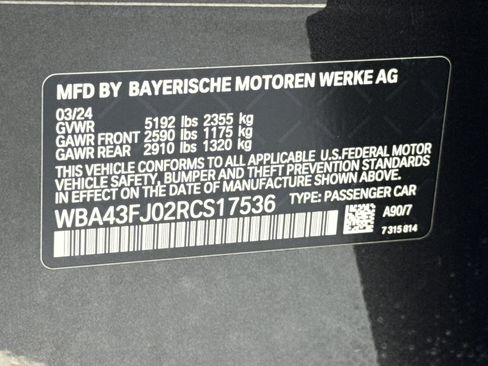 MFD BY BAYERISCHE MOTOREN WERKE AG
03/24
GVWR 5192 lbs 2355 kg
GAWR FRONT 2590 lbs 1175 kg
GAWR REAR 2910 lbs 1320 kg
THIS VEHICLE CONFORMS TO ALL APPLICABLE U.S.FEDERAL MOTOR
VEHICLE SAFETY, BUMPER AND THEFT PREVENTION STANDARDS
IN EFFECT ON THE DATE OF MANUFACTURE SHOWN ABOVE.
WBA43FJ02RCS17536 TYPE: PASSENGER CAR
A90/7
7 315 814